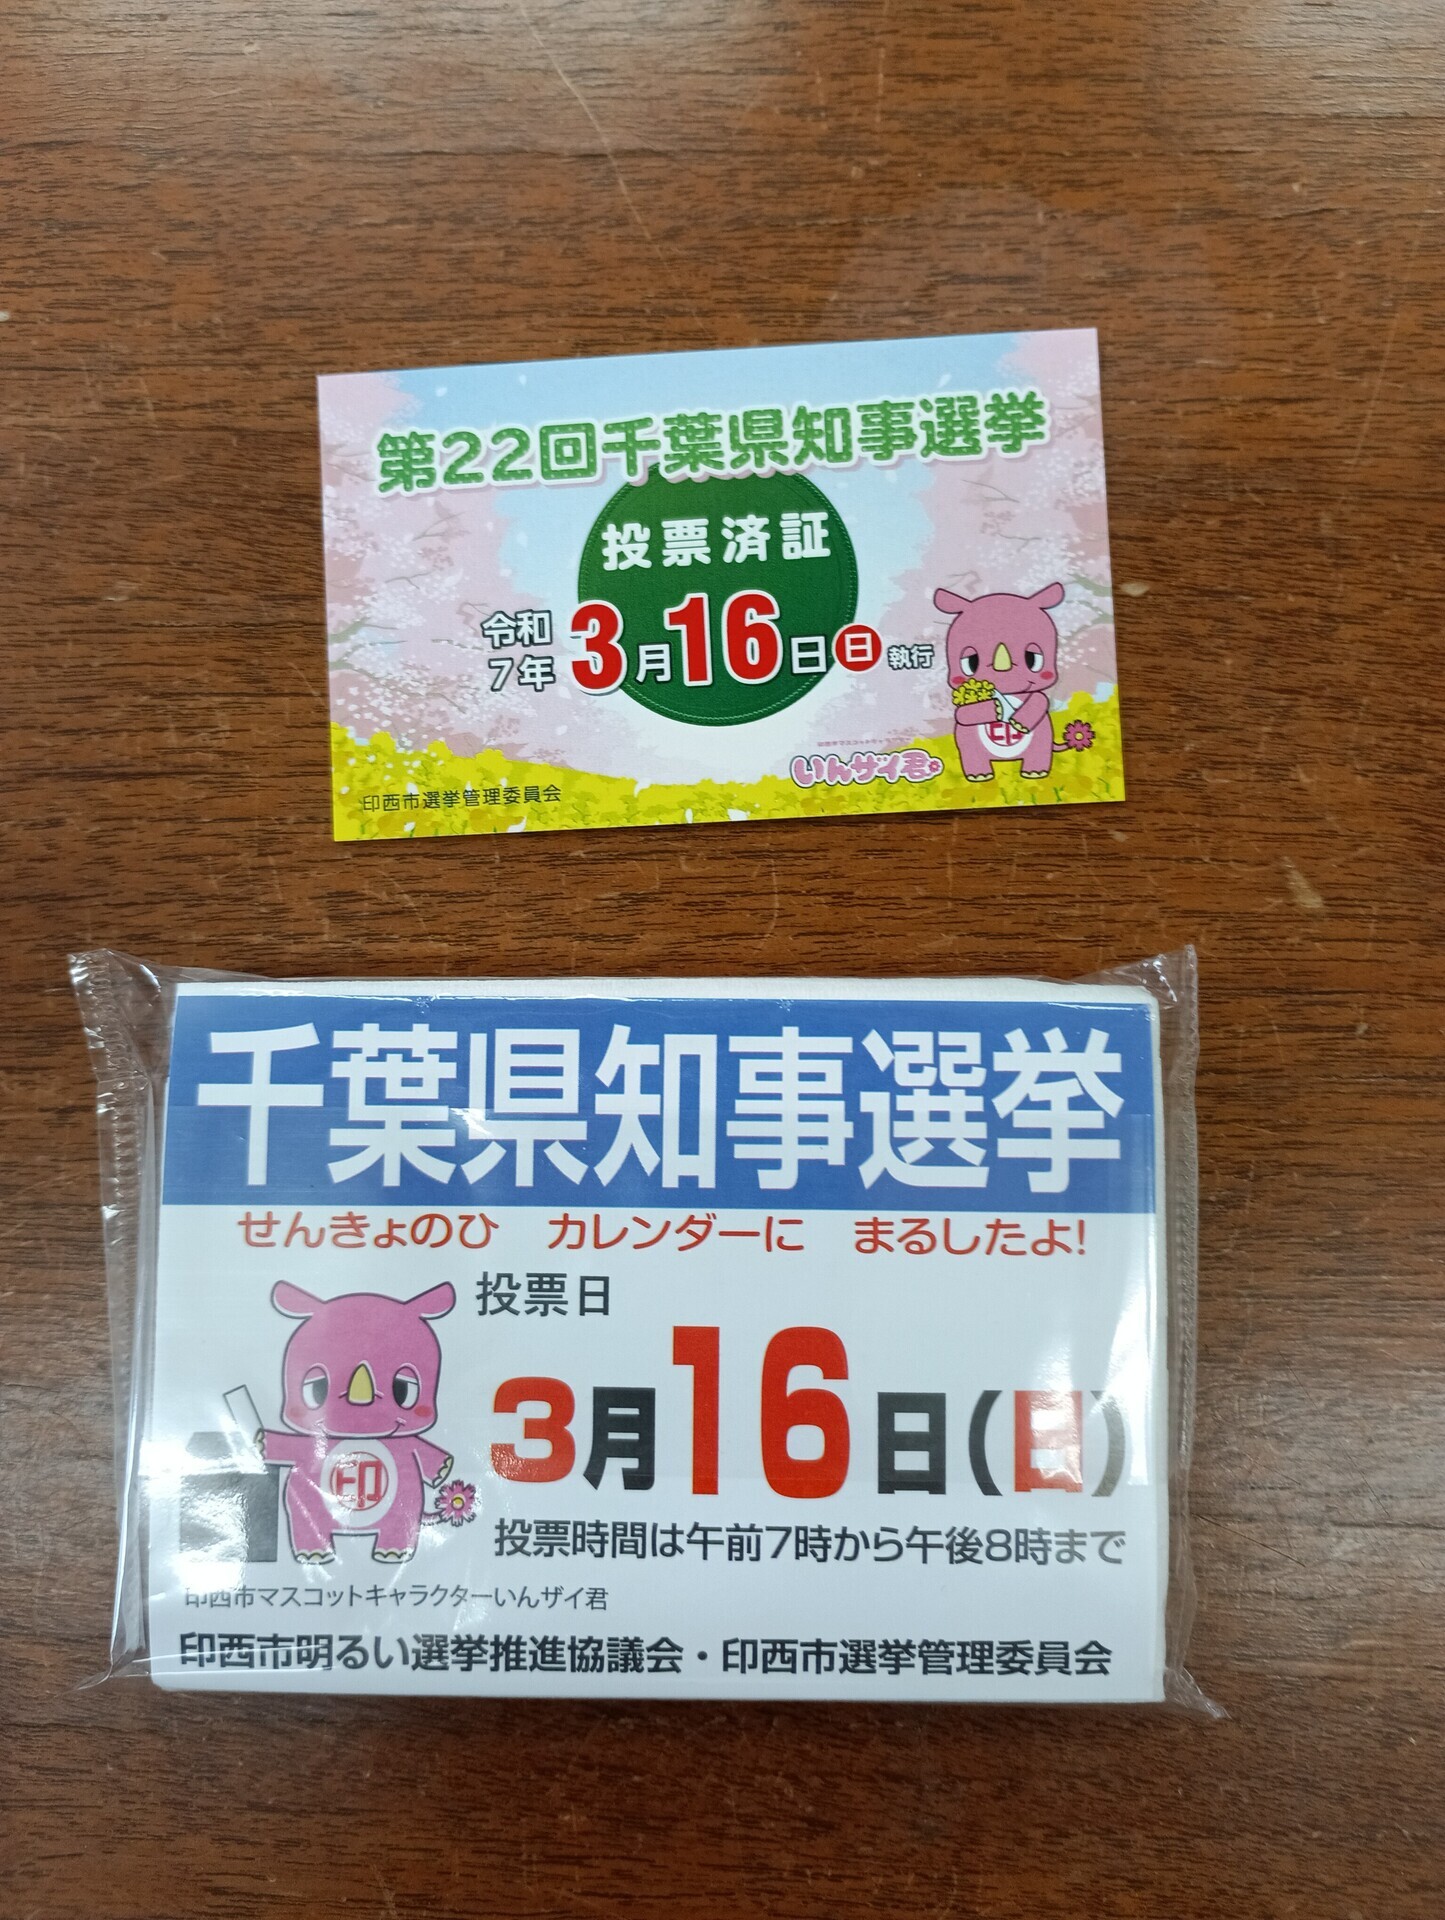 第22回千葉県知事選挙
投票済証
令和
7年
3月16日日執行
いんザイ君
印西市選挙管理委員会
印
千葉県知事選挙
せんきょのひ カレンダーに まるしたよ!
投票日
3月16日(日)
印
投票時間は午前7時から午後8時まで
印西市マスコットキャラクターいんザイ君
印西市明るい選挙推進協議会・印西市選挙管理委員会